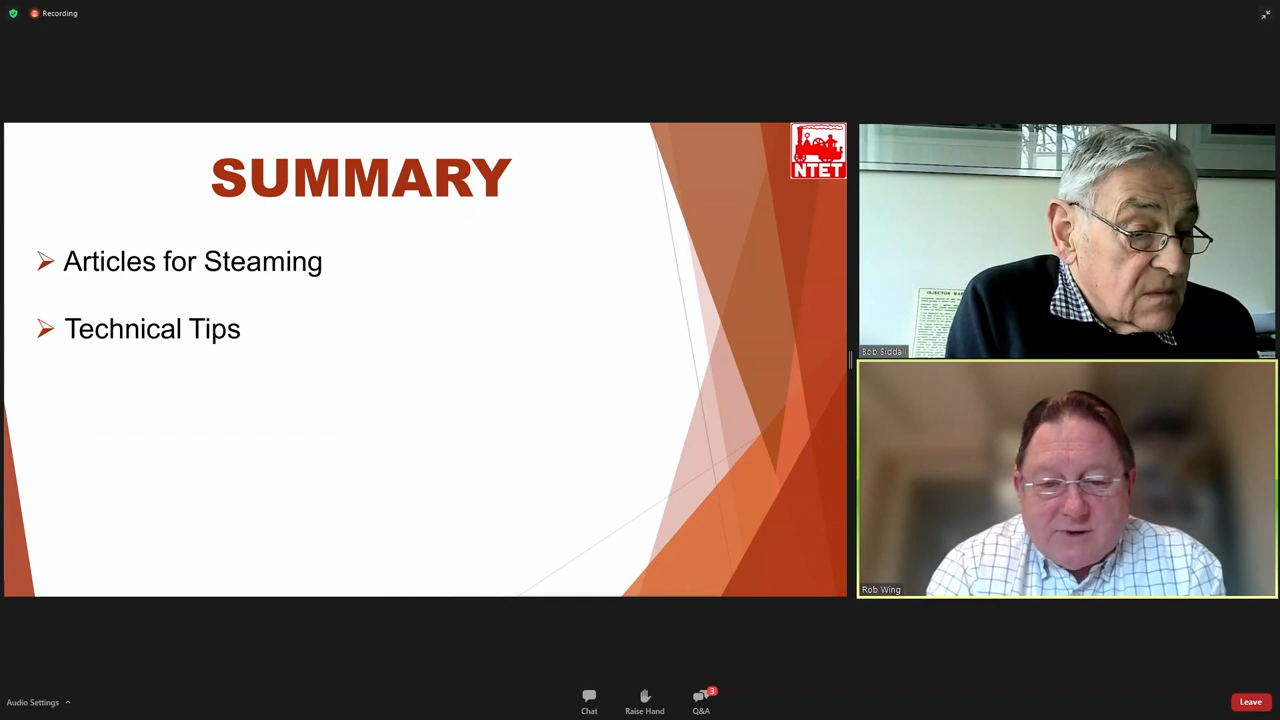 Recording
SUMMARY
NTET
Articles for Steaming
Technical Tips
Bob Siddall
Rob Wing
Audio Settings
Chat
Raise Hand
3
Q&A
Leave